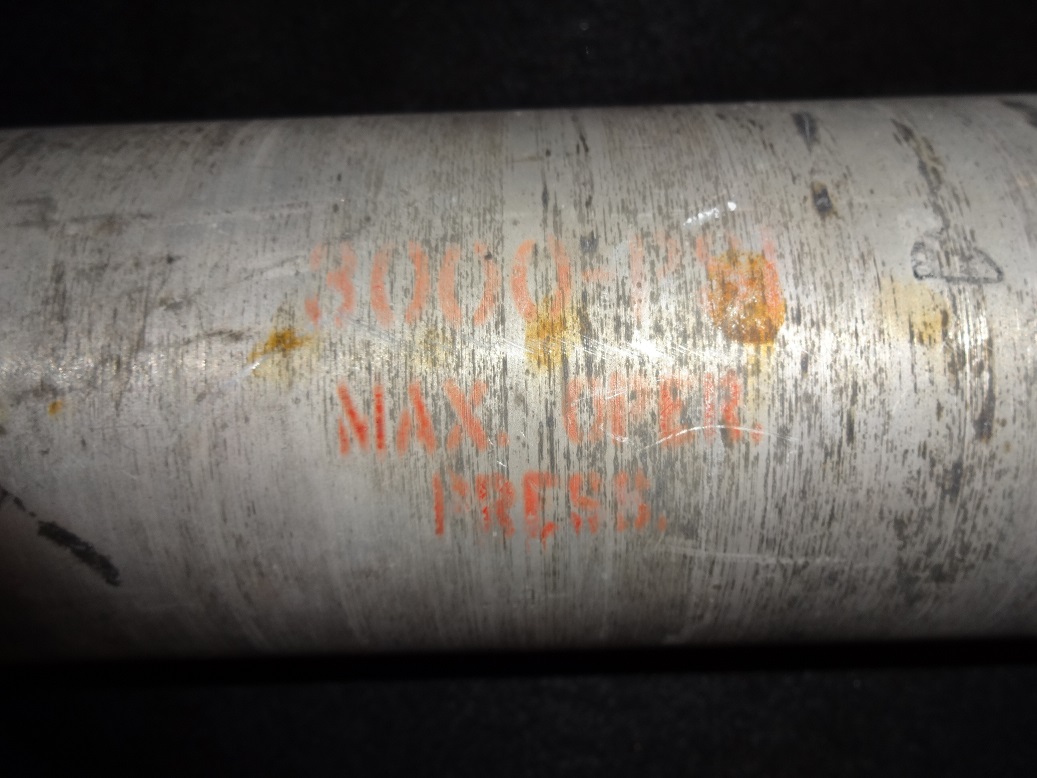 3000-PSI
MAX. OPER.
PRESS.